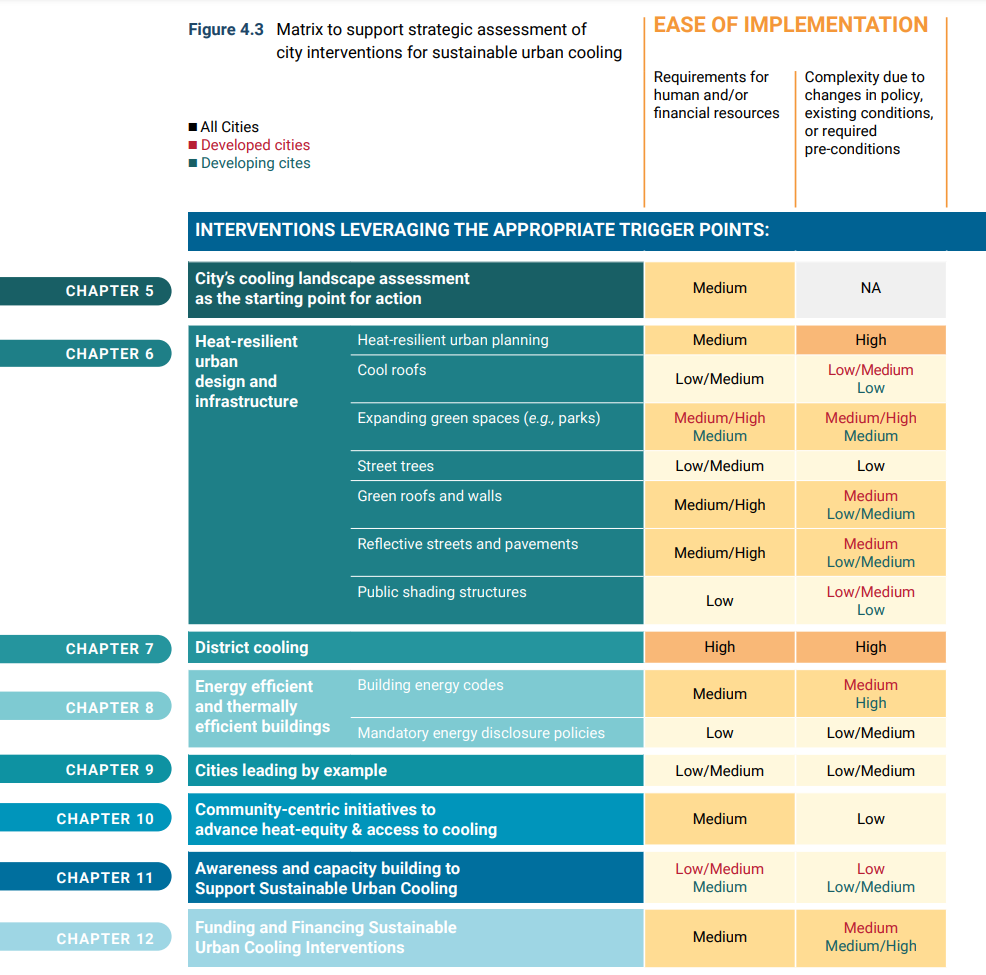 Figure 4.3 Matrix to support strategic assessment of
city interventions for sustainable urban cooling
■ All Cities
■ Developed cities
■ Developing cites
EASE OF IMPLEMENTATION
Requirements for
human and/or
financial resources
Complexity due to
changes in policy,
existing conditions,
or required
pre-conditions
INTERVENTIONS LEVERAGING THE APPROPRIATE TRIGGER POINTS:
CHAPTER 5
City's cooling landscape assessment
as the starting point for action
Medium
NA
CHAPTER 6
Heat-resilient
urban
design and
infrastructure
Heat-resilient urban planning
Medium
High
Cool roofs
Low/Medium
Low/Medium
Low
Expanding green spaces (e.g., parks)
Medium/High
Medium
Medium/High
Medium
Street trees
Low/Medium
Low
Green roofs and walls
Medium/High
Medium
Low/Medium
Reflective streets and pavements
Medium/High
Medium
Low/Medium
Public shading structures
Low
Low/Medium
Low
CHAPTER 7
District cooling
High
High
CHAPTER 8
Energy efficient
and thermally
efficient buildings
Building energy codes
Medium
Medium
High
Mandatory energy disclosure policies
Low
Low/Medium
CHAPTER 9
Cities leading by example
Low/Medium
Low/Medium
CHAPTER 10
Community-centric initiatives to
advance heat-equity & access to cooling
Medium
Low
CHAPTER 11
Awareness and capacity building to
Support Sustainable Urban Cooling
Low/Medium
Medium
Low
Low/Medium
CHAPTER 12
Funding and Financing Sustainable
Urban Cooling Interventions
Medium
Medium
Medium/High